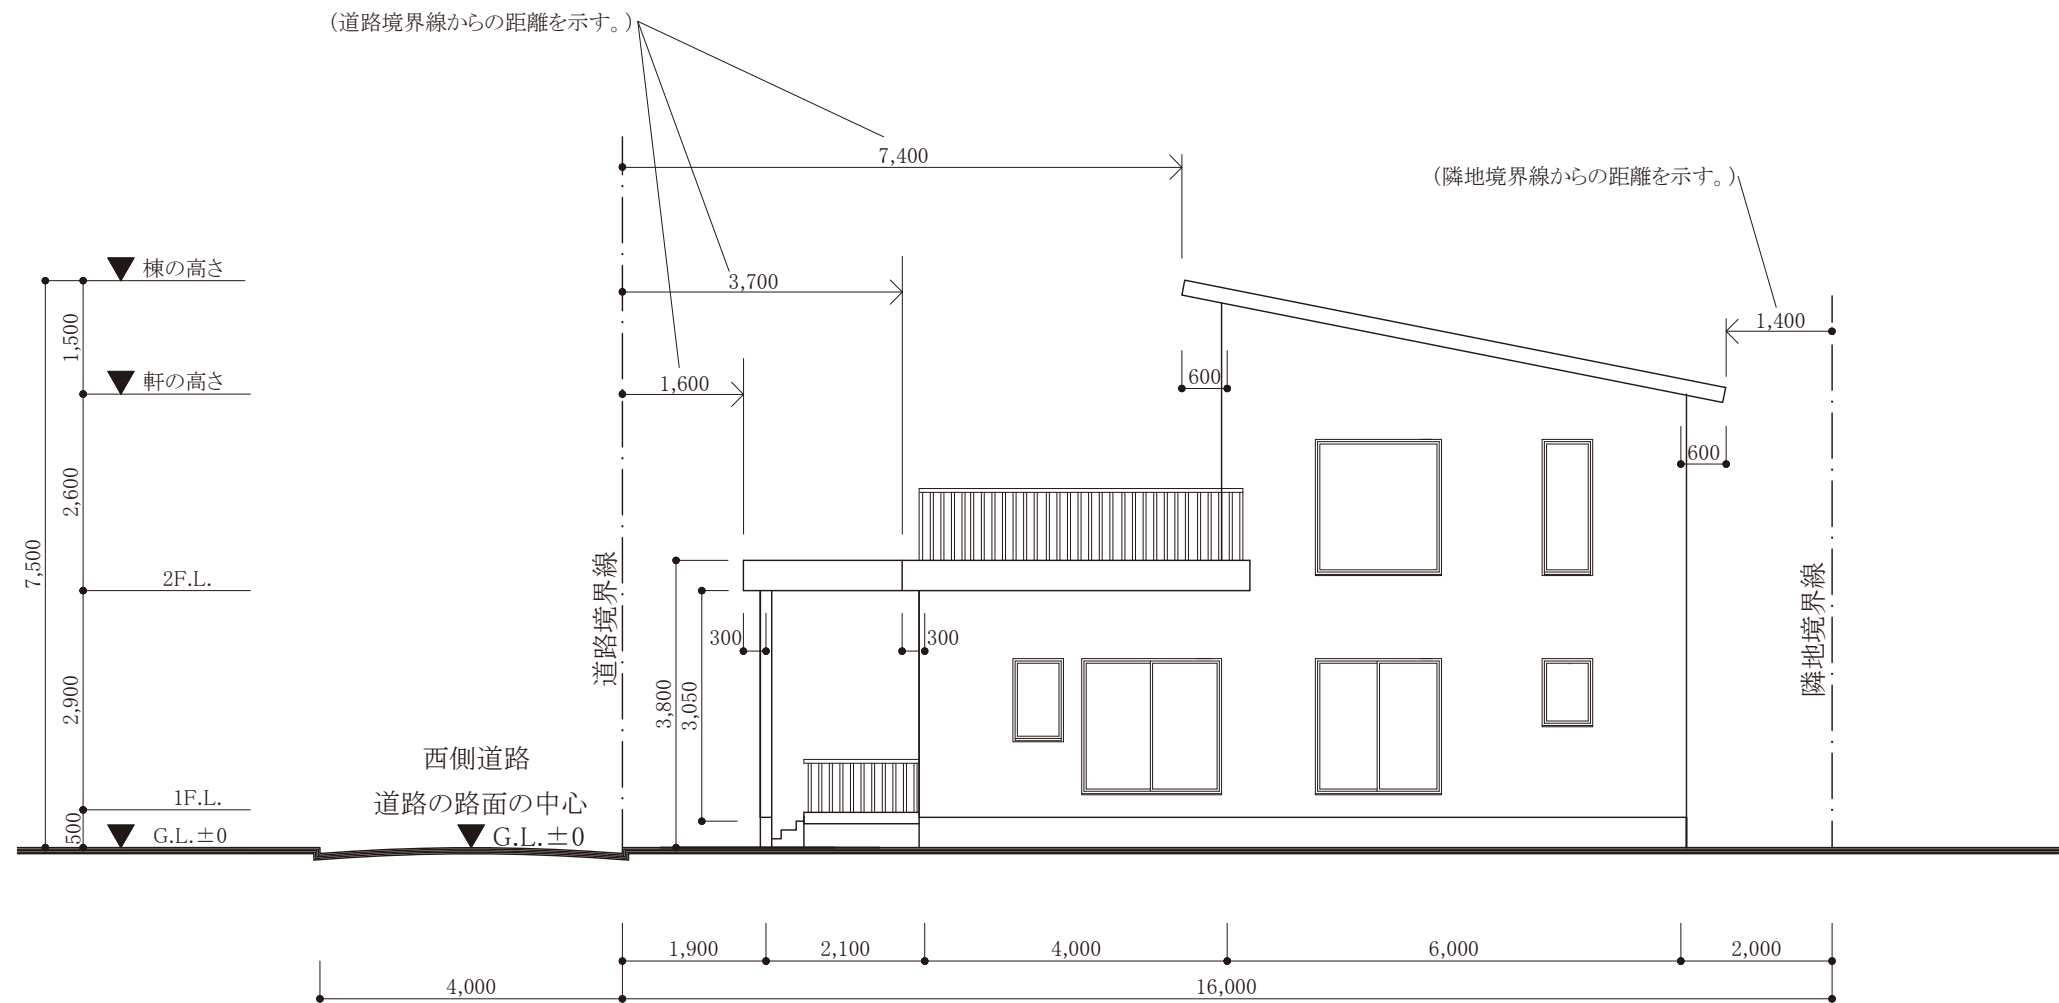 (道路境界線からの距離を示す。)
7,400
(隣地境界線からの距離を示す。)
▼ 棟の高さ
3,700
1,500
1,400
▼ 軒の高さ
1,600
600
600
2,600
7,500
2F.L.
道路境界線
隣地境界線
300
300
2,900
3,800
3,050
西側道路
道路の路面の中心
1F.L.
500
▼ G.L.±0
▼ G.L.±0
1,900
2,100
4,000
6,000
2,000
4,000
16,000